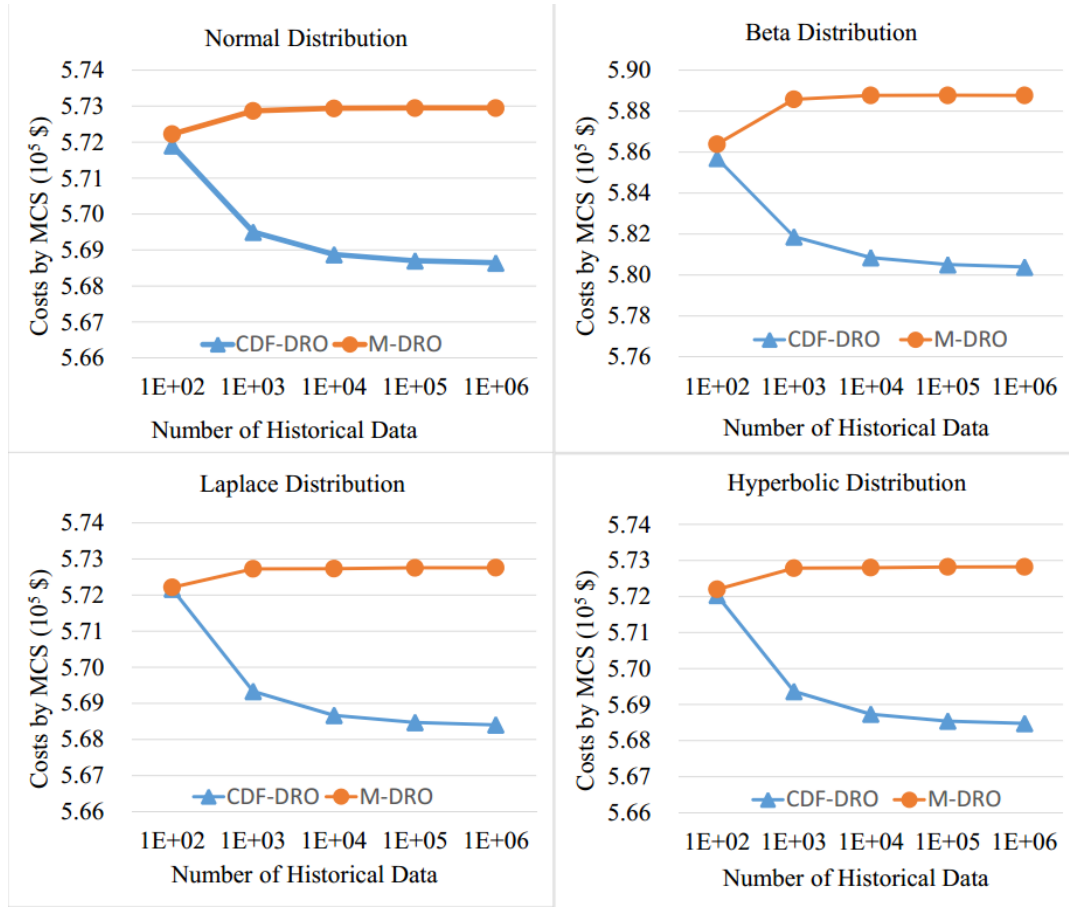 Normal Distribution
Costs by MCS (10⁵ $)
5.74
5.73
5.72
5.71
5.70
5.69
5.68
5.67
5.66
CDF-DRO M-DRO
1E+02 1E+03 1E+04 1E+05 1E+06
Number of Historical Data
Beta Distribution
Costs by MCS (10⁵ $)
5.90
5.88
5.86
5.84
5.82
5.80
5.78
5.76
CDF-DRO M-DRO
1E+02 1E+03 1E+04 1E+05 1E+06
Number of Historical Data
Laplace Distribution
Costs by MCS (10⁵ $)
5.74
5.73
5.72
5.71
5.70
5.69
5.68
5.67
5.66
CDF-DRO M-DRO
1E+02 1E+03 1E+04 1E+05 1E+06
Number of Historical Data
Hyperbolic Distribution
Costs by MCS (10⁵ $)
5.74
5.73
5.72
5.71
5.70
5.69
5.68
5.67
5.66
CDF-DRO M-DRO
1E+02 1E+03 1E+04 1E+05 1E+06
Number of Historical Data